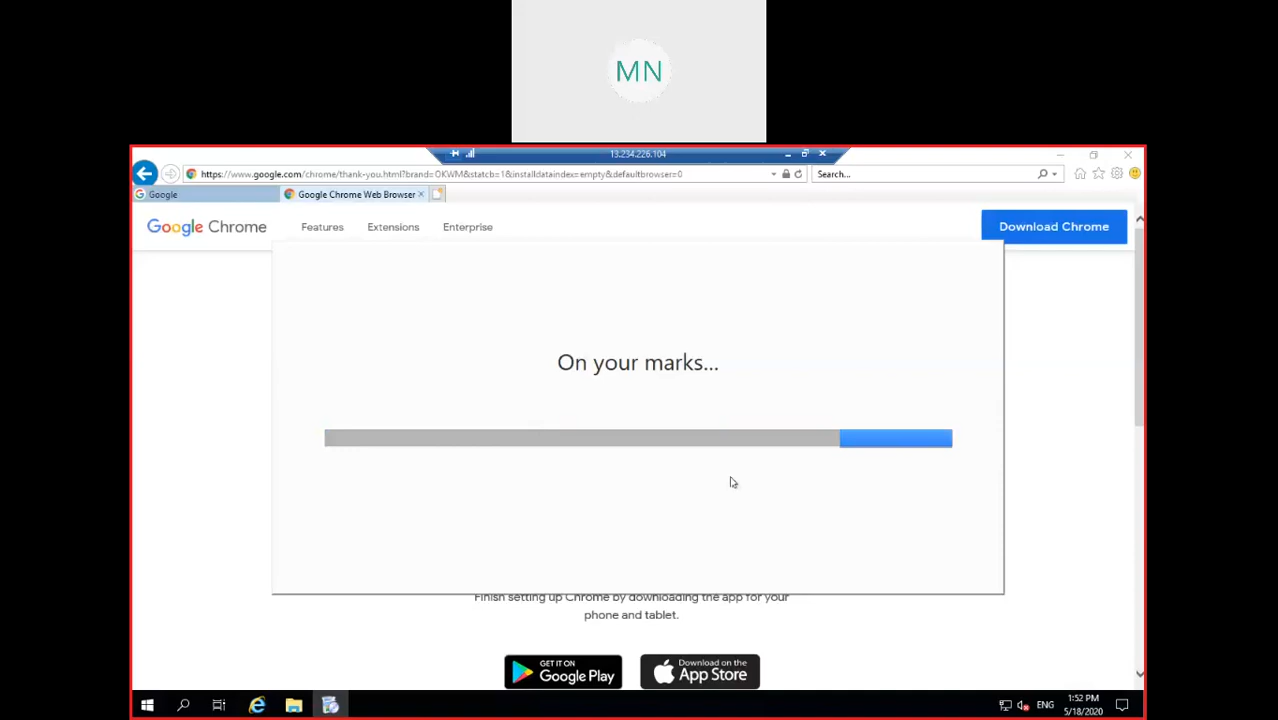 MN
13.234.226.104
https://www.google.com/chrome/thank-you.html?brand=OKWM&statcb=1&installdataindex=empty&defaultbrowser=0
Search...
Google
Google Chrome Web Browser
Google Chrome
Features
Extensions
Enterprise
Download Chrome
On your marks...
Finish setting up Chrome by downloading the app for your
phone and tablet.
GET IT ON
Google Play
Download on the
App Store
ENG
1:52 PM
5/18/2020